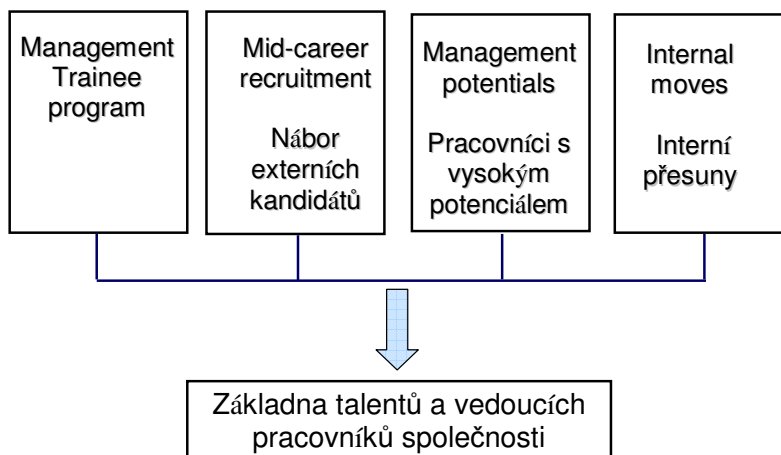 Management
Trainee
program
Mid-career
recruitment
Nábor
externích
kandidátů
Management
potentials
Pracovníci s
vysokým
potenciálem
Internal
moves
Interní
přesuny
Základna talentů a vedoucích
pracovníků společnosti